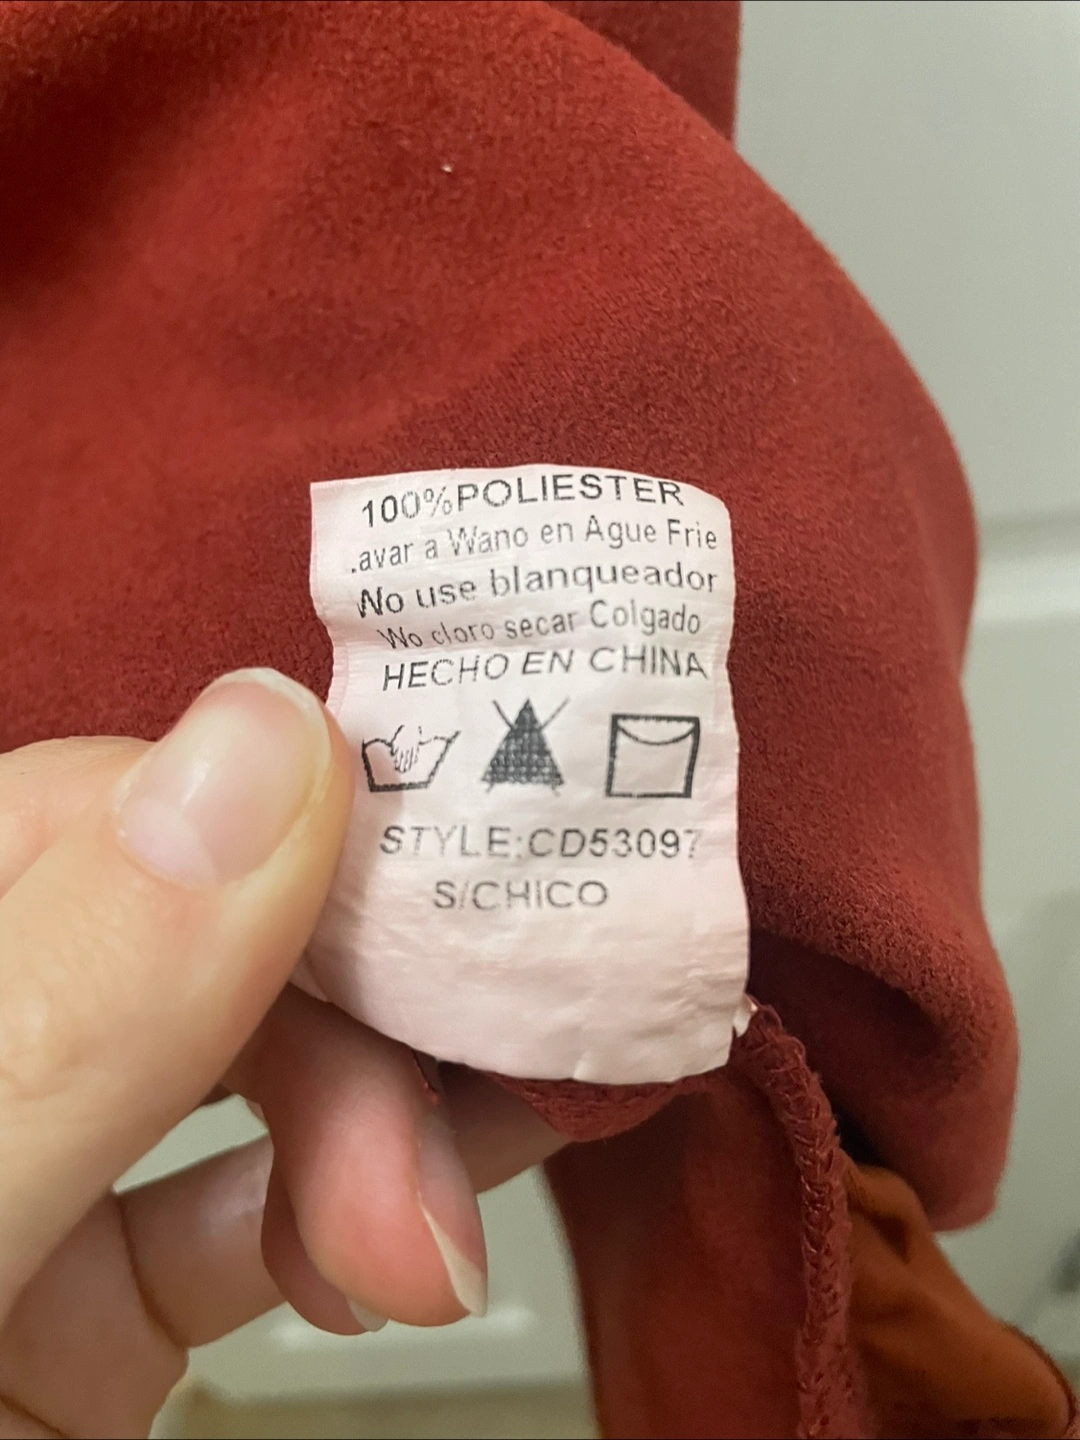 100%POLIESTER
.avar a Wano en Ague Frie
No use blanqueador
Wo cloro secar Colgado
HECHO EN CHINA
STYLE:CD53097
S/CHICO